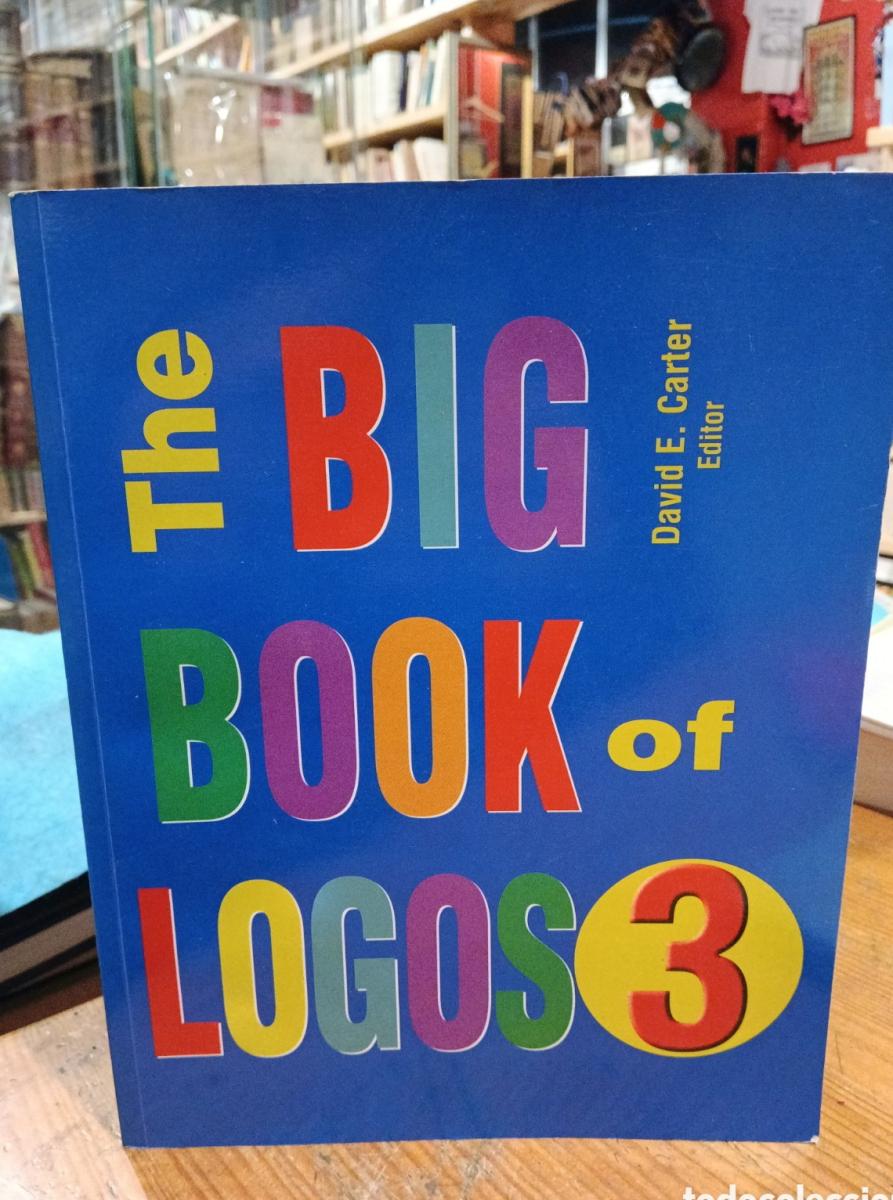 The
BIG
BOOK of
LOGOS 3
David E. Carter
Editor